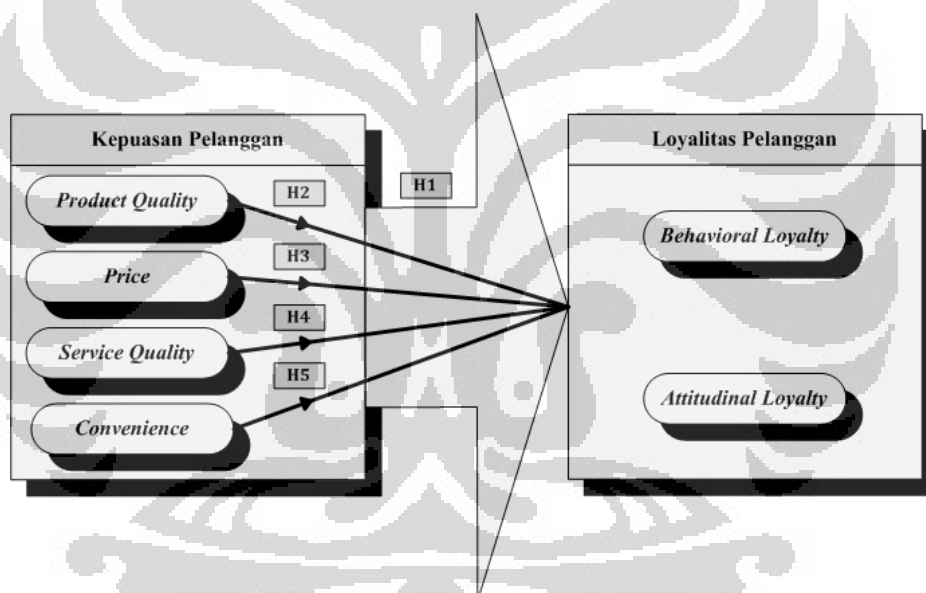 Kepuasan Pelanggan
Product Quality
Price
Service Quality
Convenience
H2
H3
H4
H5
H1
Loyalitas Pelanggan
Behavioral Loyalty
Attitudinal Loyalty